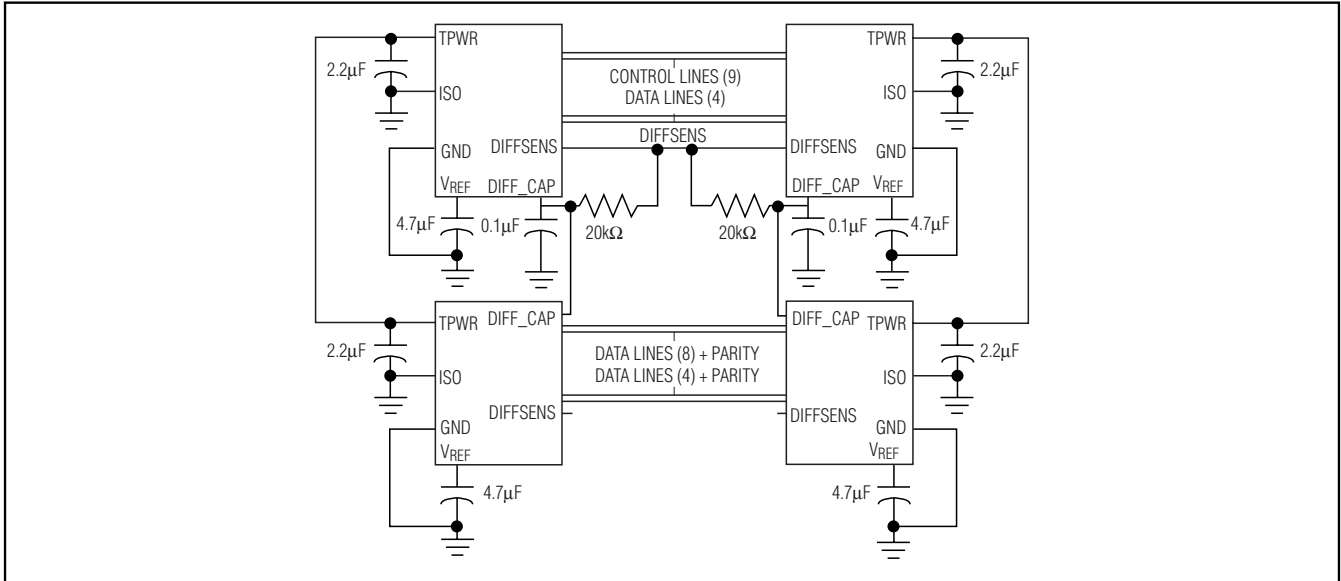 TPWR
TPWR
2.2µF
CONTROL LINES (9)
2.2µF
ISO
DATA LINES (4)
ISO
DIFFSENS
GND
DIFFSENS
DIFFSENS
GND
VREF
DIFF_CAP
DIFF_CAP
VREF
4.7µF
0.1µF
20kΩ
20kΩ
0.1µF
4.7µF
TPWR
DIFF_CAP
DIFF_CAP
TPWR
2.2µF
DATA LINES (8) + PARITY
2.2µF
ISO
DATA LINES (4) + PARITY
ISO
DIFFSENS
DIFFSENS
GND
GND
VREF
VREF
4.7µF
4.7µF